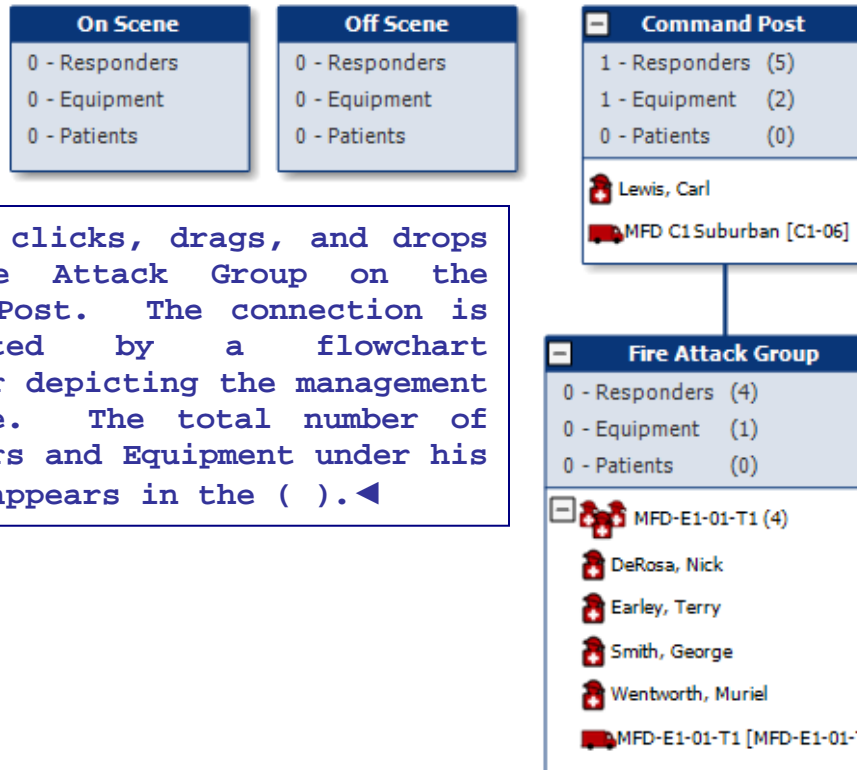 On Scene
0 - Responders
0 - Equipment
0 - Patients
Off Scene
0 - Responders
0 - Equipment
0 - Patients
Command Post
1 - Responders (5)
1 - Equipment (2)
0 - Patients (0)
Lewis, Carl
MFD C1 Suburban [C1-06]
clicks, drags, and drops
Attack Group on the
Post. The connection is
by a flowchart
depicting the management
The total number of
and Equipment under his
appears in the ( ).◄
Fire Attack Group
0 - Responders (4)
0 - Equipment (1)
0 - Patients (0)
MFD-E1-01-T1 (4)
DeRosa, Nick
Earley, Terry
Smith, George
Wentworth, Muriel
MFD-E1-01-T1 [MFD-E1-01-